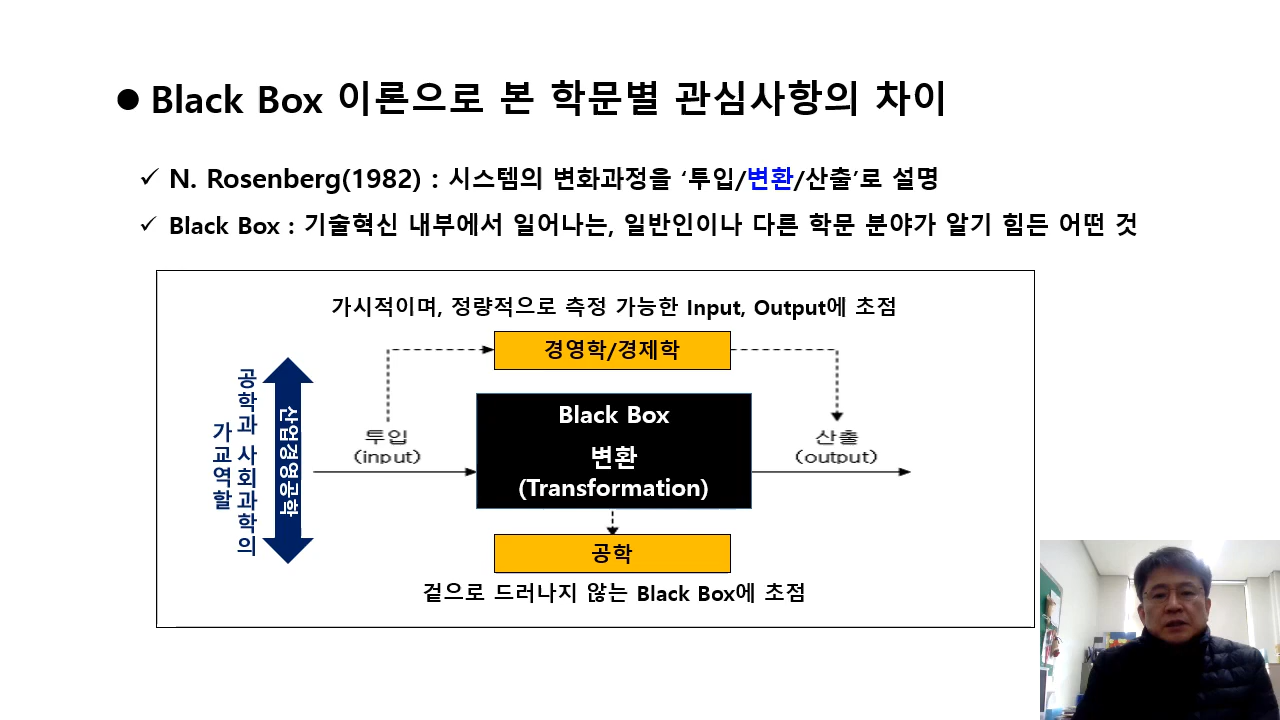 ● Black Box 이론으로 본 학문별 관심사항의 차이
✓ N. Rosenberg(1982) : 시스템의 변화과정을 ‘투입/변환/산출’로 설명
✓ Black Box : 기술혁신 내부에서 일어나는, 일반인이나 다른 학문 분야가 알기 힘든 어떤 것
가시적이며, 정량적으로 측정 가능한 Input, Output에 초점
경영학/경제학
공학과 사회과학의
가교역할
산업경영공학
투입
(input)
Black Box
변환
(Transformation)
산출
(output)
공학
겉으로 드러나지 않는 Black Box에 초점